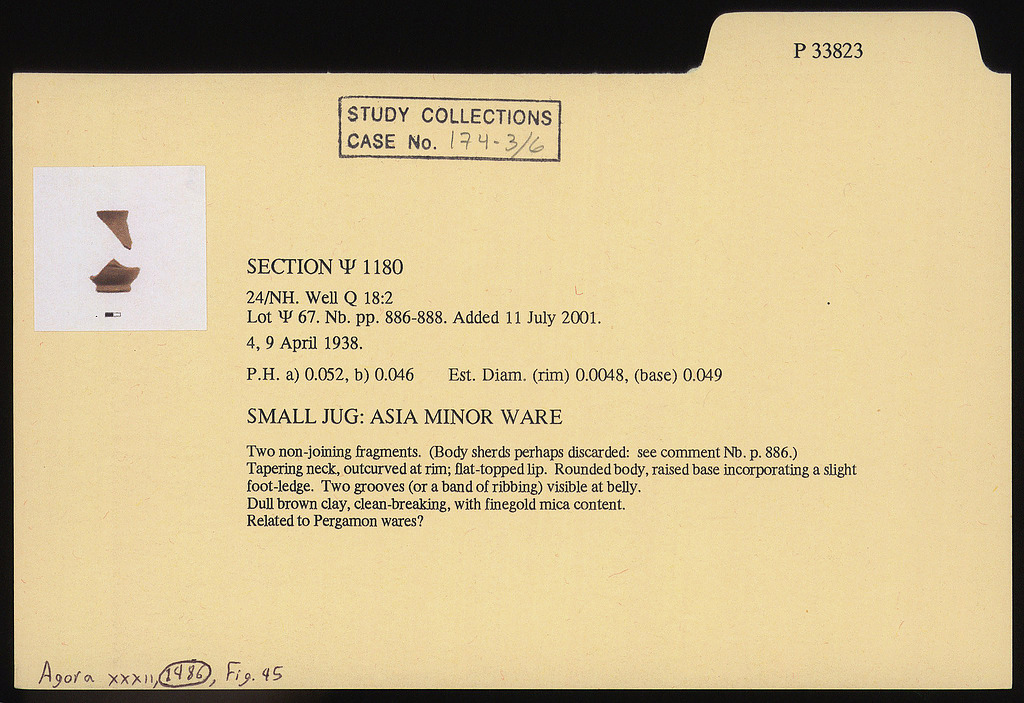 P 33823
STUDY COLLECTIONS
CASE No. 174-3/6
SECTION Ψ 1180
24/NH. Well Q 18:2
Lot Ψ 67. Nb. pp. 886-888. Added 11 July 2001.
4, 9 April 1938.
P.H. a) 0.052, b) 0.046 Est. Diam. (rim) 0.0048, (base) 0.049
SMALL JUG: ASIA MINOR WARE
Two non-joining fragments. (Body sherds perhaps discarded: see comment Nb. p. 886.)
Tapering neck, outcurved at rim; flat-topped lip. Rounded body, raised base incorporating a slight
foot-ledge. Two grooves (or a band of ribbing) visible at belly.
Dull brown clay, clean-breaking, with finegold mica content.
Related to Pergamon wares?
Agora XXXII, 1486, Fig. 45